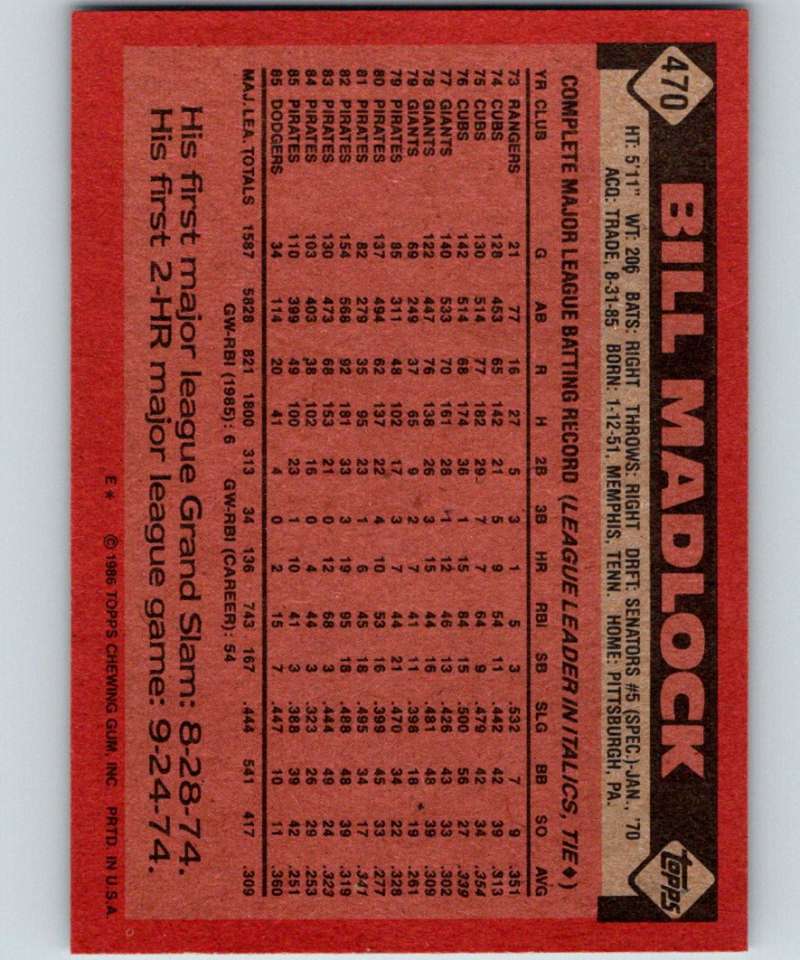 470 BILL MADLOCK topps
HT: 5'11" WT: 206 BATS: RIGHT THROWS: RIGHT DRFT: SENATORS #5 (SPEC.)-JAN., '70
ACQ: TRADE, 8-31-85 BORN: 1-12-51, MEMPHIS, TENN HOME: PITTSBURGH, PA.
COMPLETE MAJOR LEAGUE BATTING RECORD (LEAGUE LEADER IN ITALICS, TIE ♦)
YR CLUB G AB R H 2B 3B HR RBI SB SLG BB SO AVG
73 RANGERS 21 77 16 27 5 3 1 5 3 .532 7 9 .351
74 CUBS 128 453 65 142 21 5 9 54 11 .442 42 39 .313
75 CUBS 130 514 77 182 29 7 7 64 9 .479 42 34 .354
76 CUBS 142 514 68 174 36 1 15 84 15 .500 56 27 .339
77 GIANTS 140 533 70 161 28 1 12 46 13 .426 43 33 .302
78 GIANTS 122 447 76 138 26 3 15 44 16 .481 48 39 .309
79 GIANTS 69 249 37 65 9 2 7 41 11 .398 18 19 .261
79 PIRATES 85 311 48 102 17 3 7 44 21 .470 34 22 .328
80 PIRATES 137 494 62 137 22 4 10 53 16 .399 45 33 .277
81 PIRATES 82 279 35 95 23 1 6 45 18 .495 34 17 .341
82 PIRATES 154 568 92 181 33 3 19 95 18 .488 48 39 .319
83 PIRATES 130 473 68 153 21 0 12 68 3 .444 49 24 .323
84 PIRATES 103 403 38 102 16 0 4 44 3 .323 26 29 .253
85 PIRATES 110 399 49 100 23 1 10 41 3 .388 39 42 .251
85 DODGERS 34 114 20 41 4 0 2 15 7 .447 10 11 .360
MAJ. LEA. TOTALS 1587 5828 821 1800 313 34 136 743 167 .444 541 417 .309
GW-RBI (1985): 6 GW-RBI (CAREER): 54
His first major league Grand Slam: 8-28-74.
His first 2-HR major league game: 9-24-74.
E* © 1986 TOPPS CHEWING GUM, INC PRTD. IN U.S.A.